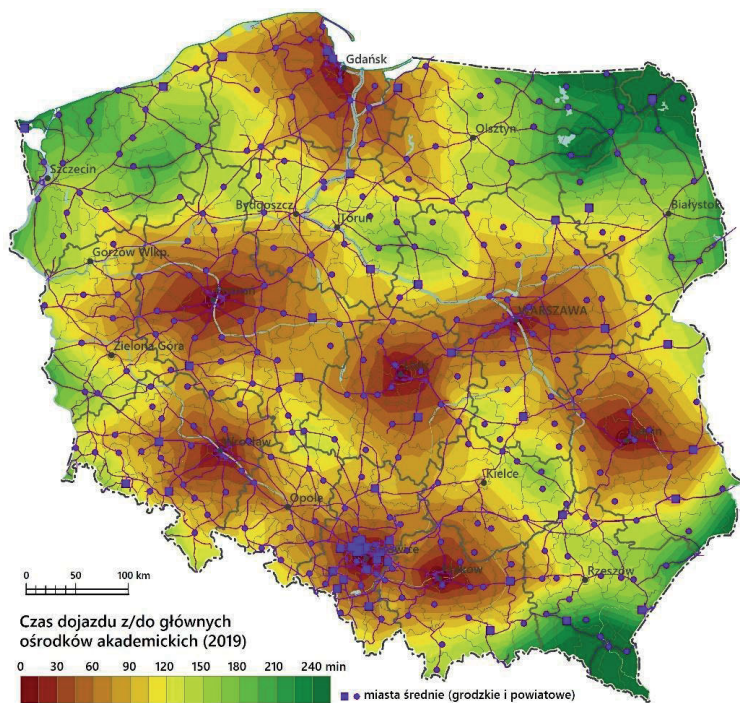 Gdańsk
Olsztyn
Szczecin
Białystok
Bydgoszcz
Toruń
Gorzów Wlkp.
WARSZAWA
Zielona Góra
Wrocław
Kielce
Opole
Kraków
Rzeszów
0 50 100 km
Czas dojazdu z/do głównych
ośrodków akademickich (2019)
0 30 60 90 120 150 180 210 240 min
miasta średnie (grodzkie i powiatowe)